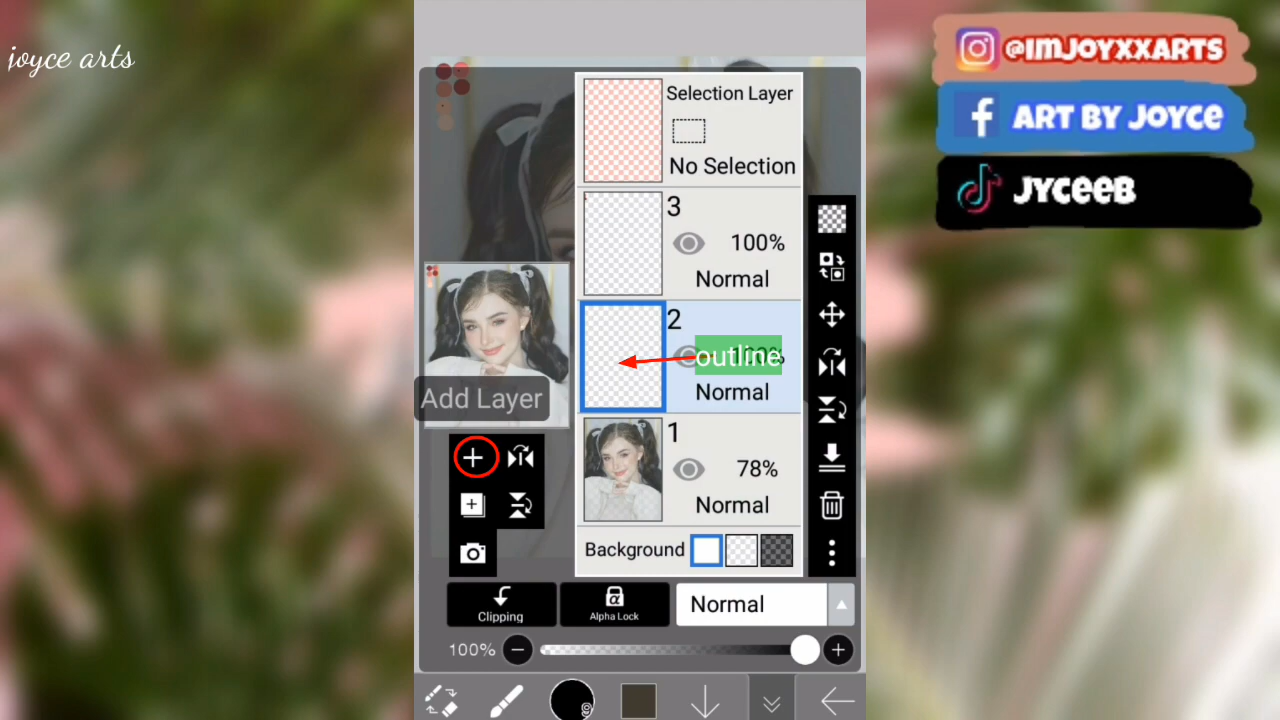 joyce arts
@IMJOYXXARTS
ART BY JOYCE
JYCEEB
Selection Layer
No Selection
3
100%
Normal
2
outline
Normal
Add Layer
1
78%
Normal
Background
Clipping
α
Alpha Lock
Normal
100%
9